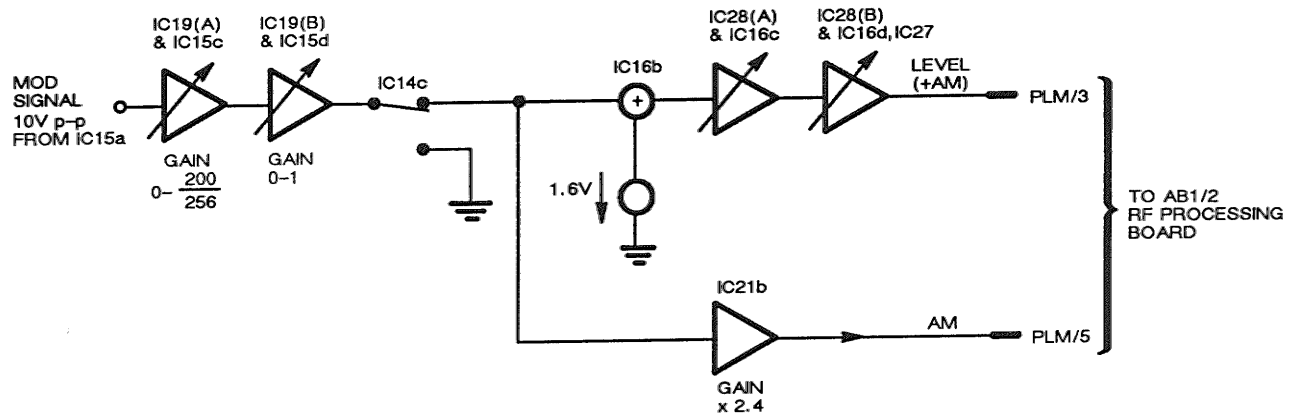 IC19(A)
& IC15c
IC19(B)
& IC15d
IC14c
IC16b
IC28(A)
& IC16c
IC28(B)
& IC16d, IC27
MOD
SIGNAL
10V p-p
FROM IC15a
GAIN
0- 200
256
GAIN
0-1
+
1.6V
LEVEL
(+AM)
PLM/3
TO AB1/2
RF PROCESSING
BOARD
IC21b
GAIN
x 2.4
AM
PLM/5